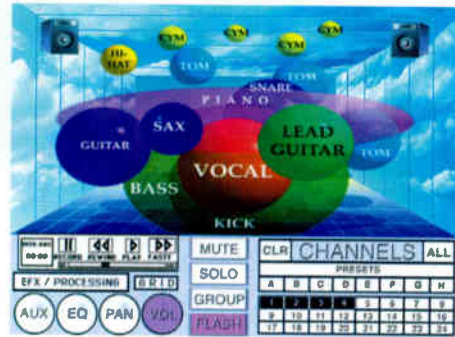 CYM CYM CYM CYM
HI-HAT
TOM TOM
SNARE
PIANO
GUITAR SAX LEAD GUITAR TOM
VOCAL
BASS
KICK
RECORD REWIND PLAY FAST F
00:00
EFX / PROCESSING GRID
AUX EQ PAN VOL
MUTE
SOLO
GROUP
FLASH
CLR CHANNELS ALL
PRESETS
A B C D E F G H
1 2 3 4 5 6 7 8
9 10 11 12 13 14 15 16
17 18 19 20 21 22 23 24